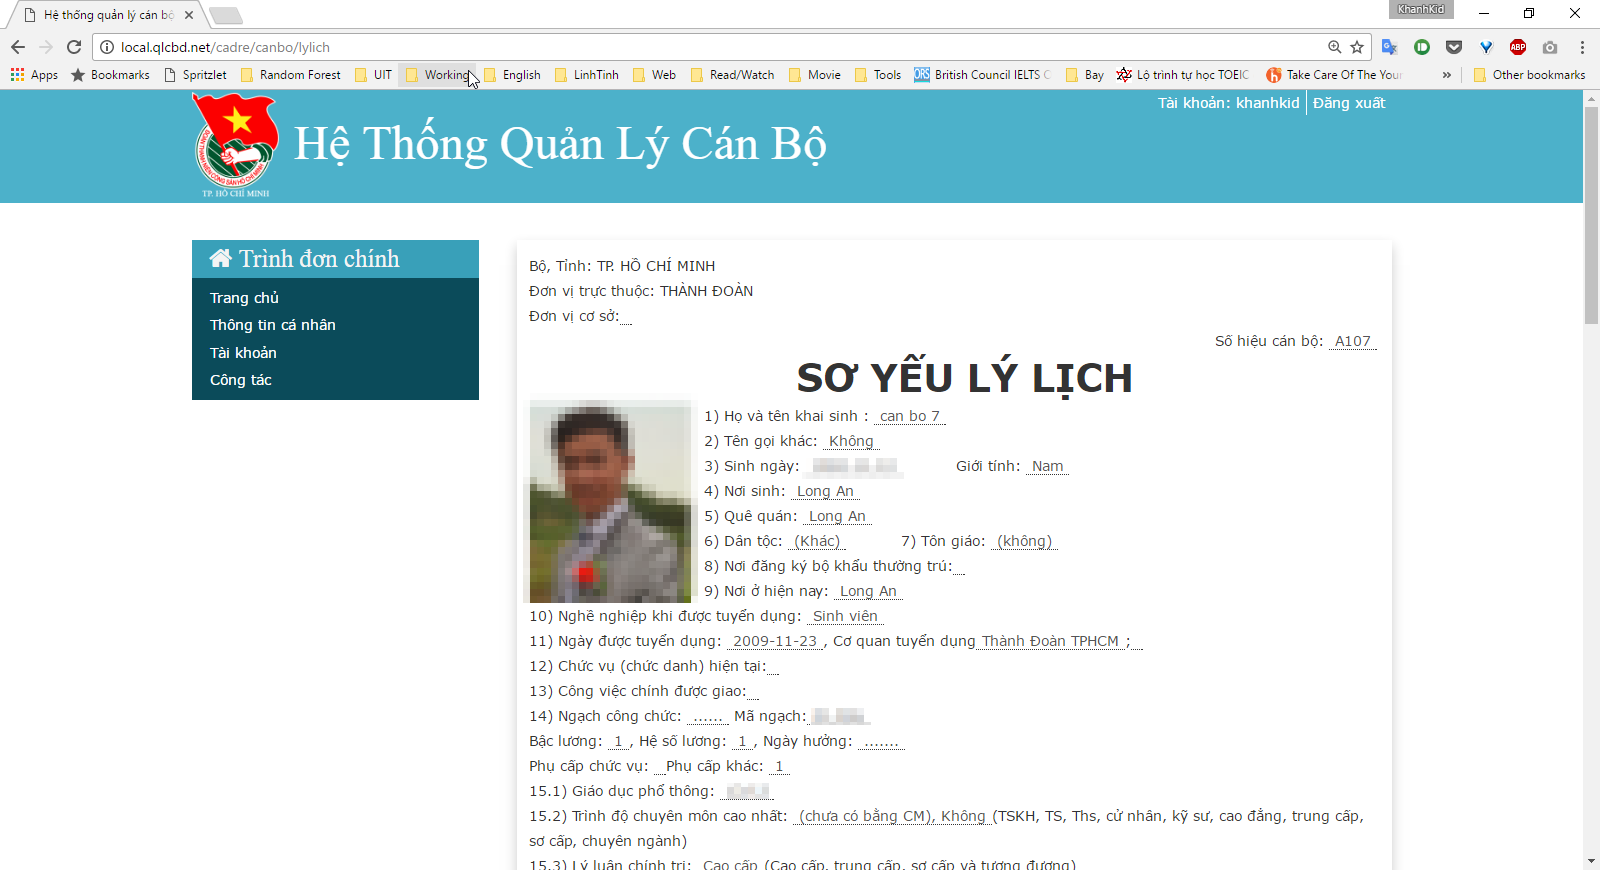 Hệ thống quản lý cán bộ
KhanhKid
local.qlcbd.net/cadre/canbo/lylich
Apps Bookmarks Spritzlet Random Forest UIT Working English LinhTinh Web Read/Watch Movie Tools British Council IELTS Bay Lộ trình tự học TOEIC Take Care Of The Your » Other bookmarks
Tài khoản: khanhkid Đăng xuất
Hệ Thống Quản Lý Cán Bộ
TP. HỒ CHÍ MINH
Trình đơn chính
Trang chủ
Thông tin cá nhân
Tài khoản
Công tác
Bộ, Tỉnh: TP. HỒ CHÍ MINH
Đơn vị trực thuộc: THÀNH ĐOÀN
Đơn vị cơ sở:
Số hiệu cán bộ: A107
SƠ YẾU LÝ LỊCH
1) Họ và tên khai sinh : can bo 7
2) Tên gọi khác: Không
3) Sinh ngày: Giới tính: Nam
4) Nơi sinh: Long An
5) Quê quán: Long An
6) Dân tộc: (Khác) 7) Tôn giáo: (không)
8) Nơi đăng ký bộ khẩu thường trú:
9) Nơi ở hiện nay: Long An
10) Nghề nghiệp khi được tuyển dụng: Sinh viên
11) Ngày được tuyển dụng: 2009-11-23 , Cơ quan tuyển dụng Thành Đoàn TPHCM ;
12) Chức vụ (chức danh) hiện tại:
13) Công việc chính được giao:
14) Ngạch công chức: ...... Mã ngạch:
Bậc lương: 1 , Hệ số lương: 1 , Ngày hưởng: .......
Phụ cấp chức vụ: Phụ cấp khác: 1
15.1) Giáo dục phổ thông:
15.2) Trình độ chuyên môn cao nhất: (chưa có bằng CM), Không (TSKH, TS, Ths, cử nhân, kỹ sư, cao đẳng, trung cấp,
sơ cấp, chuyên ngành)
15.3) Lý luận chính trị: Cao cấp (Cao cấp, trung cấp, sơ cấp và tương đương)